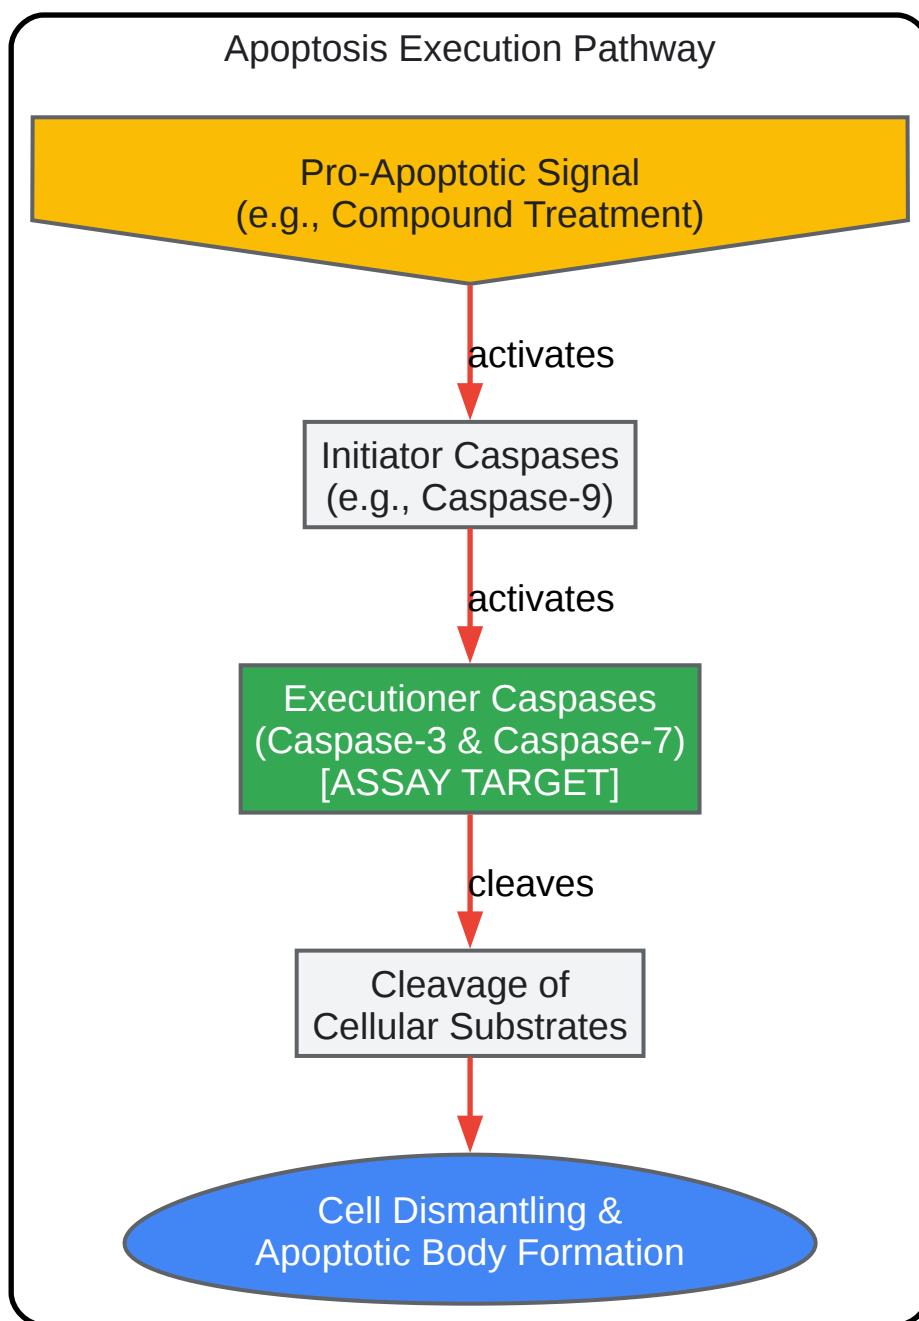 Apoptosis Execution Pathway
Pro-Apoptotic Signal
(e.g., Compound Treatment)
activates
Initiator Caspases
(e.g., Caspase-9)
activates
Executioner Caspases
(Caspase-3 & Caspase-7)
[ASSAY TARGET]
cleaves
Cleavage of
Cellular Substrates
Cell Dismantling &
Apoptotic Body Formation